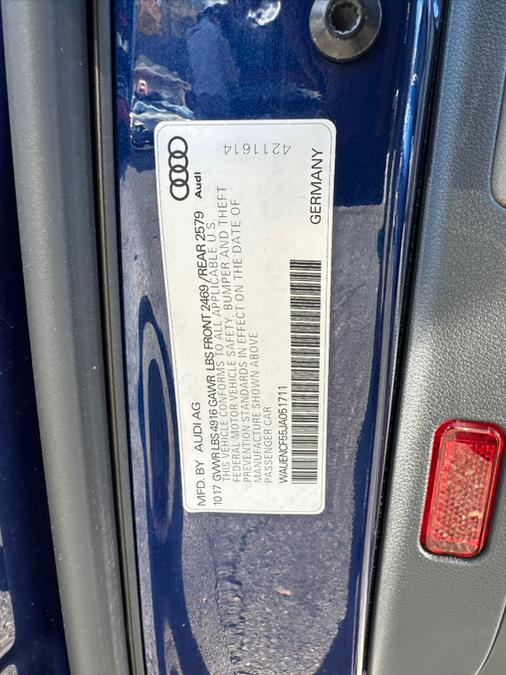 Audi
4211614
MFD. BY AUDI AG
1017 GVWR LBS 4916 GAWR LBS FRONT 2469 / REAR 2579
THIS VEHICLE CONFORMS TO ALL APPLICABLE U S
FEDERAL MOTOR VEHICLE SAFETY, BUMPER AND THEFT
PREVENTION STANDARDS IN EFFECT ON THE DATE OF
MANUFACTURE SHOWN ABOVE
PASSENGER CAR
WAUENCF55JA051711
GERMANY